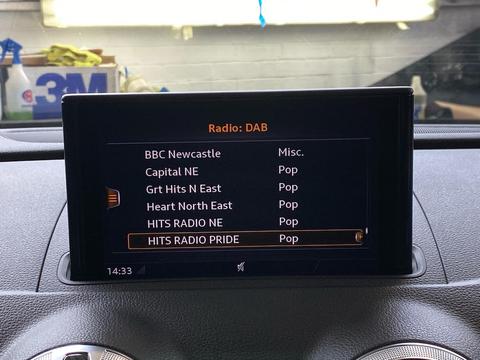 3M
Radio: DAB
BBC Newcastle Misc.
Capital NE Pop
Grt Hits N East Pop
Heart North East Pop
HITS RADIO NE Pop
HITS RADIO PRIDE Pop
14:33